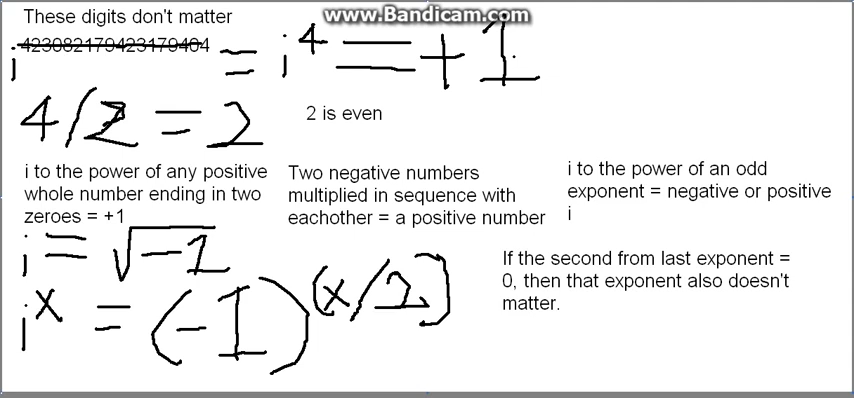 These digits don't matter
www.Bandicam.com
i^423082179423179404 = i^4 = +1
4/2 = 2
2 is even
i to the power of any positive
whole number ending in two
zeroes = +1
Two negative numbers
multiplied in sequence with
eachother = a positive number
i to the power of an odd
exponent = negative or positive
i
i = √-1
If the second from last exponent =
0, then that exponent also doesn't
matter.
i^x = (-1)^(x/2)